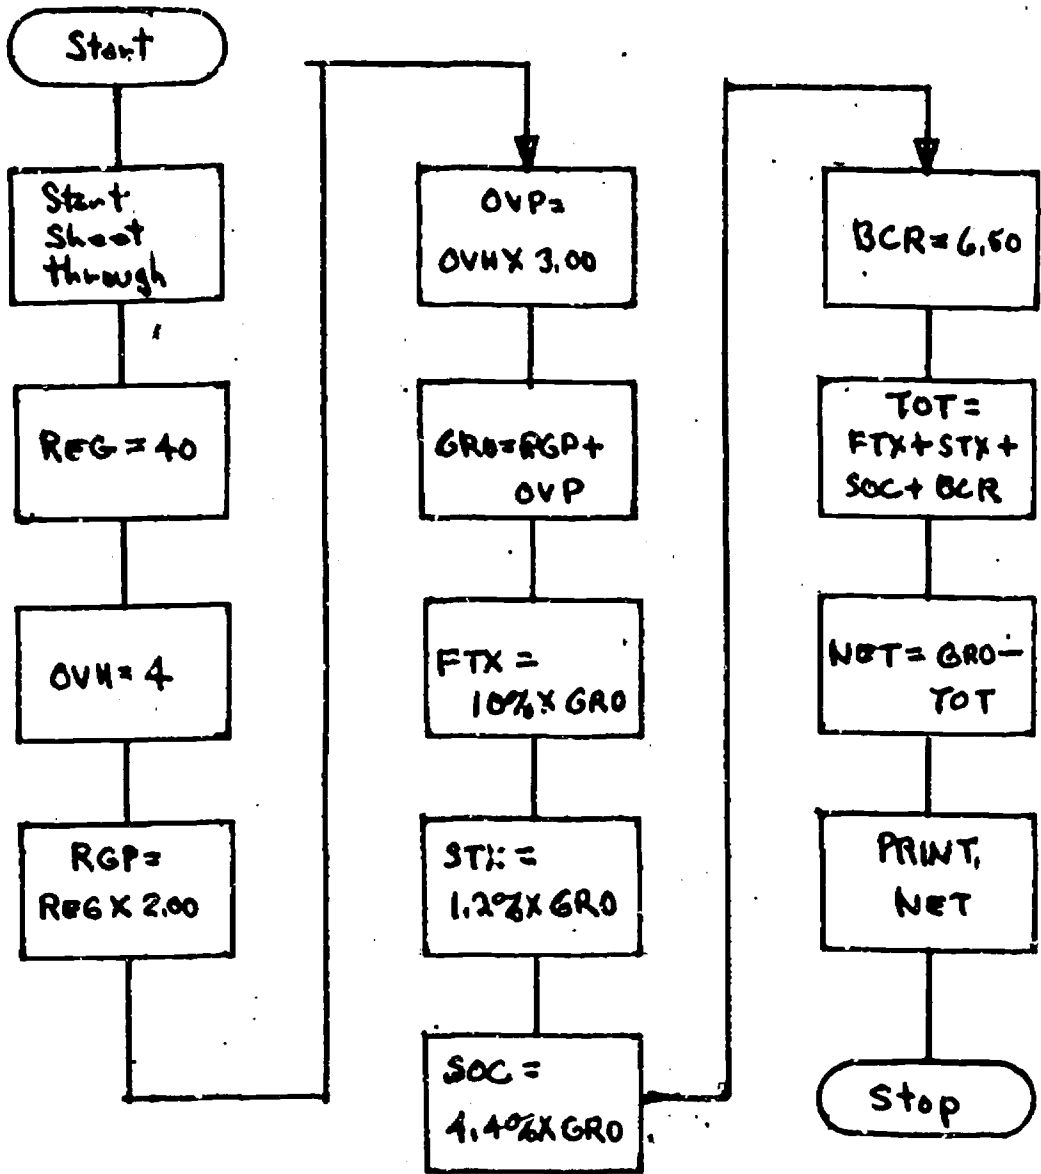 Start
Start
Shoot
through
REG = 40
OVH = 4
RGP =
REG X 2.00
OVP =
OVH X 3.00
GRO = RGP +
OVP
FTX =
10% X GRO
STX =
1.2% X GRO
SOC =
4.4% X GRO
BCR = 6.50
TOT =
FTX + STX +
SOC + BCR
NET = GRO -
TOT
PRINT,
NET
Stop